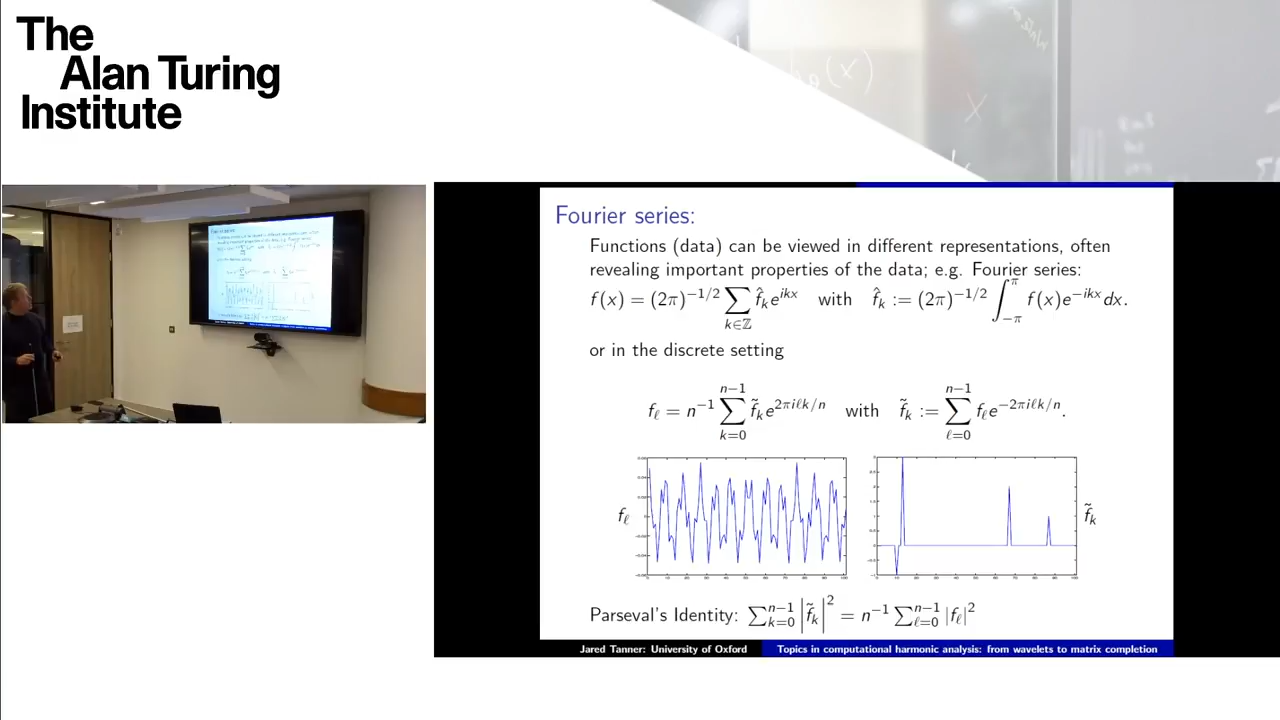 The
Alan Turing
Institute
Fourier series:
Functions (data) can be viewed in different representations, often
revealing important properties of the data; e.g. Fourier series:
f(x) = (2π)^{-1/2} ∑_{k∈ℤ} f̂_k e^{ikx} with f̂_k := (2π)^{-1/2} ∫_{-π}^{π} f(x)e^{-ikx}dx.
or in the discrete setting
f_ℓ = n^{-1} ∑_{k=0}^{n-1} f̃_k e^{2πiℓk/n} with f̃_k := ∑_{ℓ=0}^{n-1} f_ℓ e^{-2πiℓk/n}.
f_ℓ
f̃_k
Parseval's Identity: ∑_{k=0}^{n-1} |f̃_k|^2 = n^{-1} ∑_{ℓ=0}^{n-1} |f_ℓ|^2
Jared Tanner: University of Oxford
Topics in computational harmonic analysis: from wavelets to matrix completion